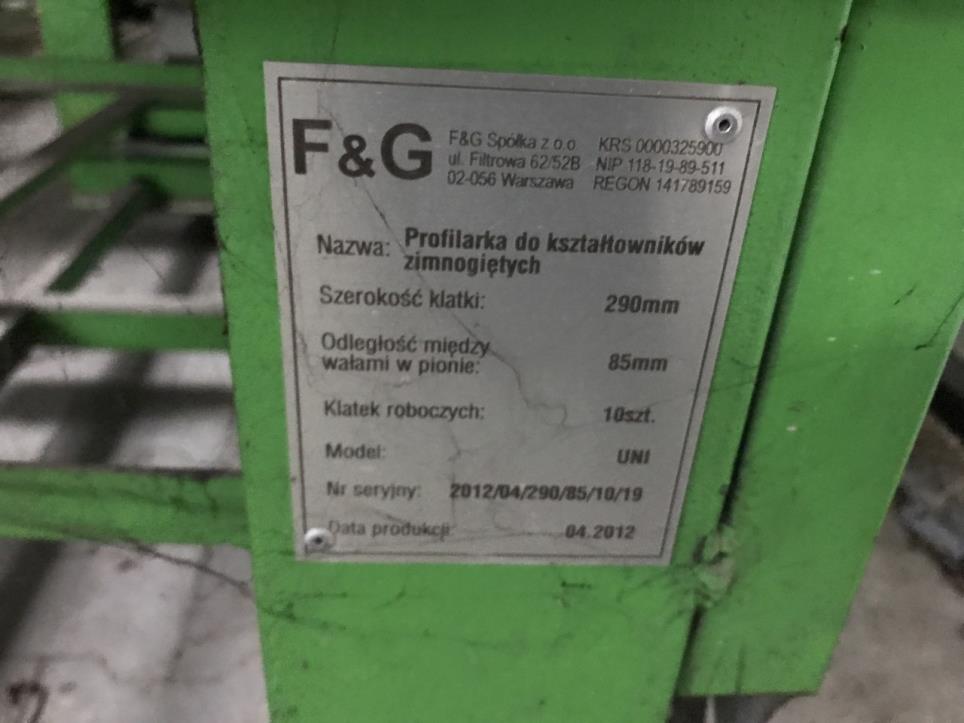 F&G
F&G Spółka z o.o KRS 0000325900
ul. Filtrowa 62/52B NIP 118-19-89-511
02-056 Warszawa REGON 141789159
Nazwa: Profilarka do kształtowników
zimnogiętych
Szerokość klatki: 290mm
Odległość między
wałami w pionie: 85mm
Klatek roboczych: 10szt.
Model: UNI
Nr seryjny: 2012/04/290/85/10/19
Data produkcji: 04.2012